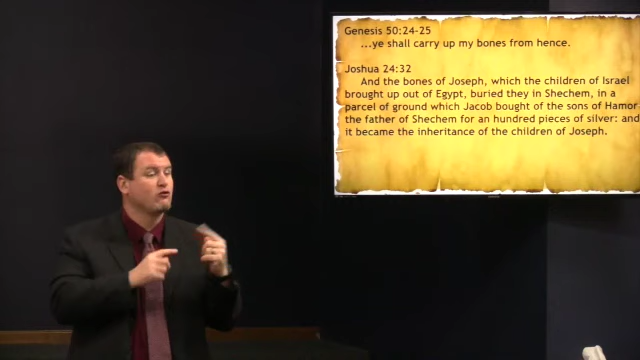 Genesis 50:24-25
...ye shall carry up my bones from hence.
Joshua 24:32
And the bones of Joseph, which the children of Israel
brought up out of Egypt, buried they in Shechem, in a
parcel of ground which Jacob bought of the sons of Hamor
the father of Shechem for an hundred pieces of silver: and
it became the inheritance of the children of Joseph.